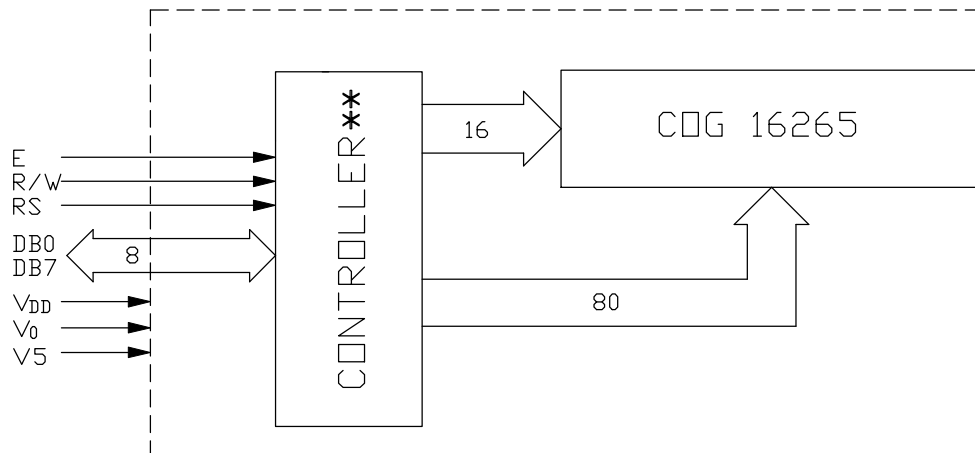 E
R/W
RS
DB0
DB7
8
VDD
V0
V5
CONTROLLER**
16
COG 16265
80